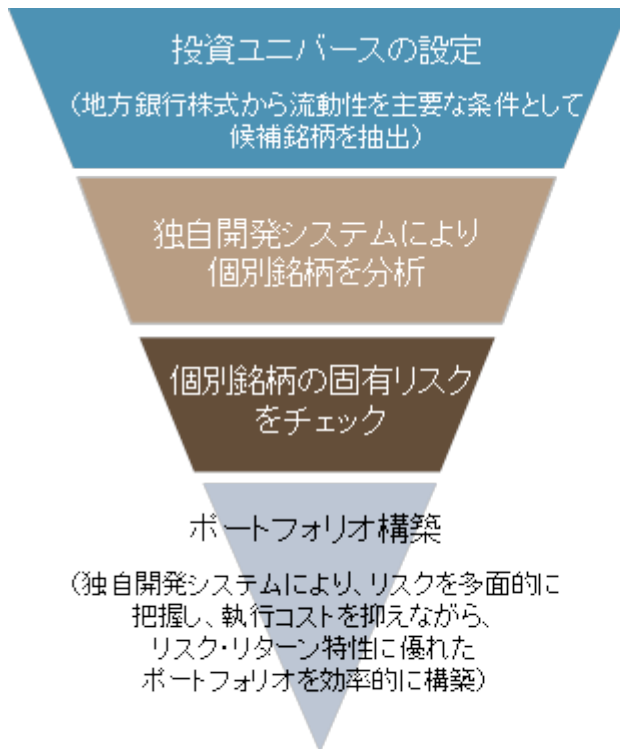 投資ユニバースの設定
(地方銀行株式から流動性を主要な条件として
候補銘柄を抽出)
独自開発システムにより
個別銘柄を分析
個別銘柄の固有リスク
をチェック
ポートフォリオ構築
(独自開発システムにより、リスクを多面的に
把握し、執行コストを抑えながら、
リスク・リターン特性に優れた
ポートフォリオを効率的に構築)